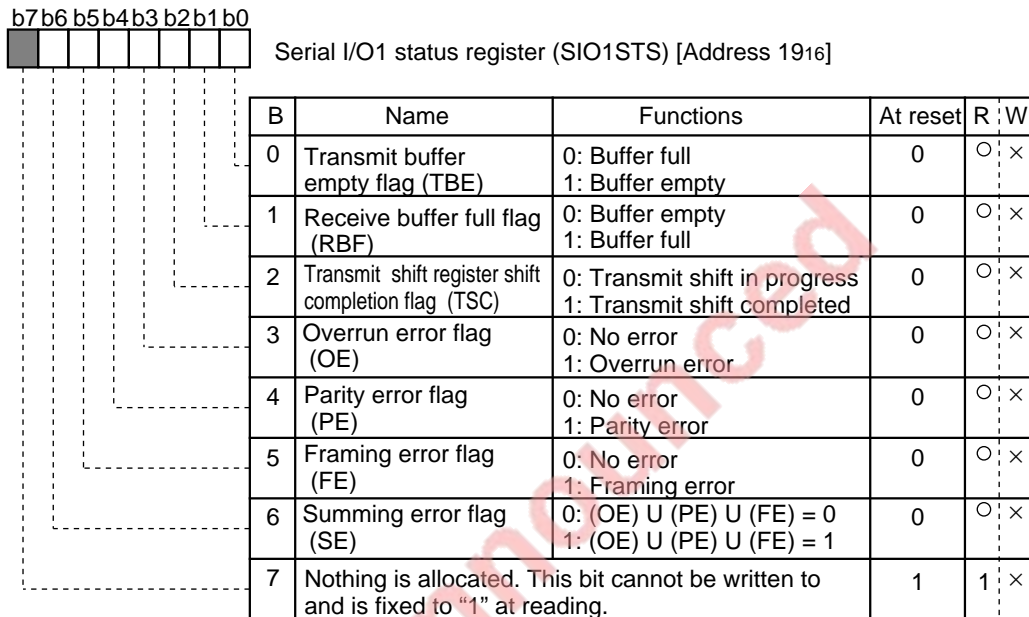 b7 b6 b5 b4 b3 b2 b1 b0
Serial I/O1 status register (SIO1STS) [Address 1916]
B Name Functions At reset R W
0 Transmit buffer empty flag (TBE) 0: Buffer full 1: Buffer empty 0 ○ ×
1 Receive buffer full flag (RBF) 0: Buffer empty 1: Buffer full 0 ○ ×
2 Transmit shift register shift completion flag (TSC) 0: Transmit shift in progress 1: Transmit shift completed 0 ○ ×
3 Overrun error flag (OE) 0: No error 1: Overrun error 0 ○ ×
4 Parity error flag (PE) 0: No error 1: Parity error 0 ○ ×
5 Framing error flag (FE) 0: No error 1: Framing error 0 ○ ×
6 Summing error flag (SE) 0: (OE) U (PE) U (FE) = 0 1: (OE) U (PE) U (FE) = 1 0 ○ ×
7 Nothing is allocated. This bit cannot be written to and is fixed to “1” at reading. 1 1 ×
nnounced